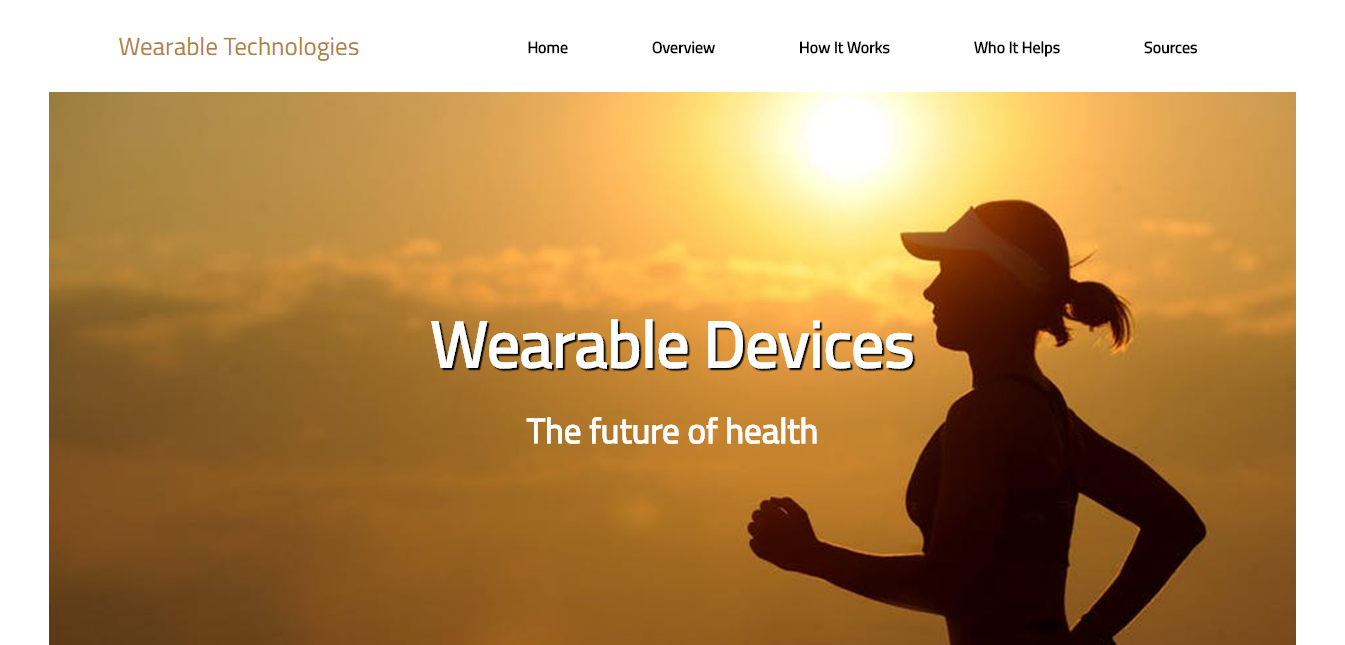 Wearable Technologies
Home
Overview
How It Works
Who It Helps
Sources
Wearable Devices
The future of health